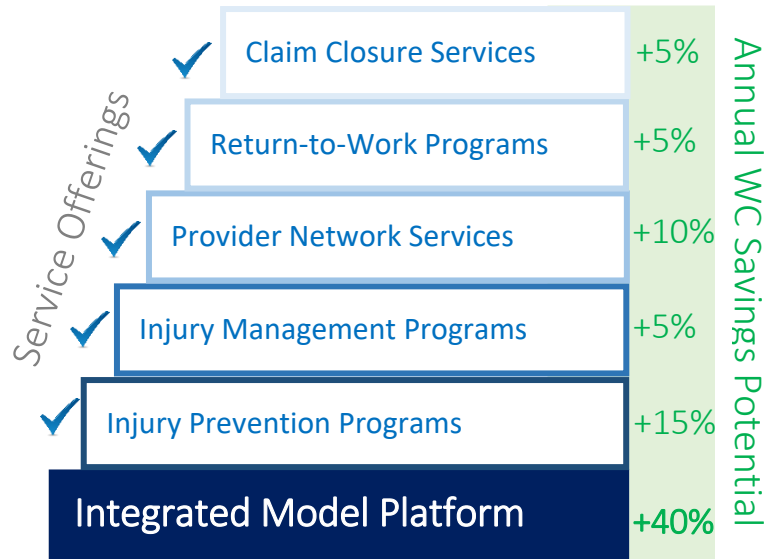 Claim Closure Services
+5%
Return-to-Work Programs
+5%
Provider Network Services
+10%
Injury Management Programs
+5%
Injury Prevention Programs
+15%
Integrated Model Platform
+40%
Service Offerings
Annual WC Savings Potential